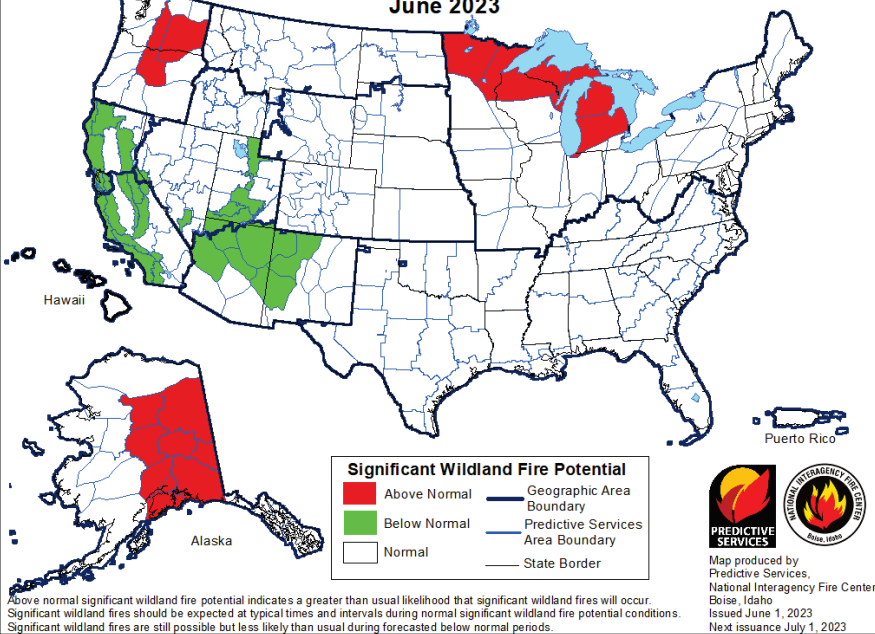 June 2023
Hawaii
Puerto Rico
Alaska
Significant Wildland Fire Potential
Above Normal
Below Normal
Normal
Geographic Area
Boundary
Predictive Services
Area Boundary
State Border
PREDICTIVE
SERVICES
NATIONAL INTERAGENCY FIRE CENTER
Boise, Idaho
Map produced by
Predictive Services,
National Interagency Fire Center
Boise, Idaho
Issued June 1, 2023
Next issuance July 1, 2023
Above normal significant wildland fire potential indicates a greater than usual likelihood that significant wildland fires will occur.
Significant wildland fires should be expected at typical times and intervals during normal significant wildland fire potential conditions.
Significant wildland fires are still possible but less likely than usual during forecasted below normal periods.